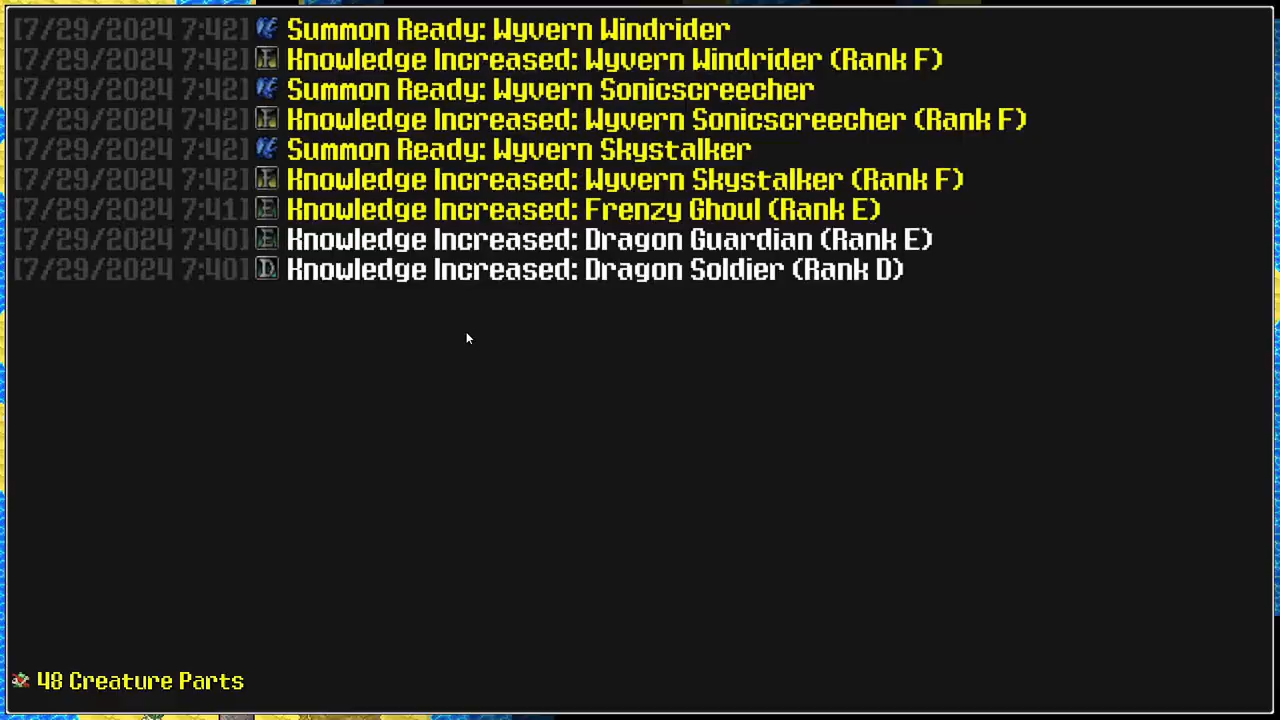 [7/29/2024 7:42] Summon Ready: Wyvern Windrider
[7/29/2024 7:42] F Knowledge Increased: Wyvern Windrider (Rank F)
[7/29/2024 7:42] Summon Ready: Wyvern Sonicscreecher
[7/29/2024 7:42] F Knowledge Increased: Wyvern Sonicscreecher (Rank F)
[7/29/2024 7:42] Summon Ready: Wyvern Skystalker
[7/29/2024 7:42] F Knowledge Increased: Wyvern Skystalker (Rank F)
[7/29/2024 7:41] E Knowledge Increased: Frenzy Ghoul (Rank E)
[7/29/2024 7:40] E Knowledge Increased: Dragon Guardian (Rank E)
[7/29/2024 7:40] D Knowledge Increased: Dragon Soldier (Rank D)
48 Creature Parts